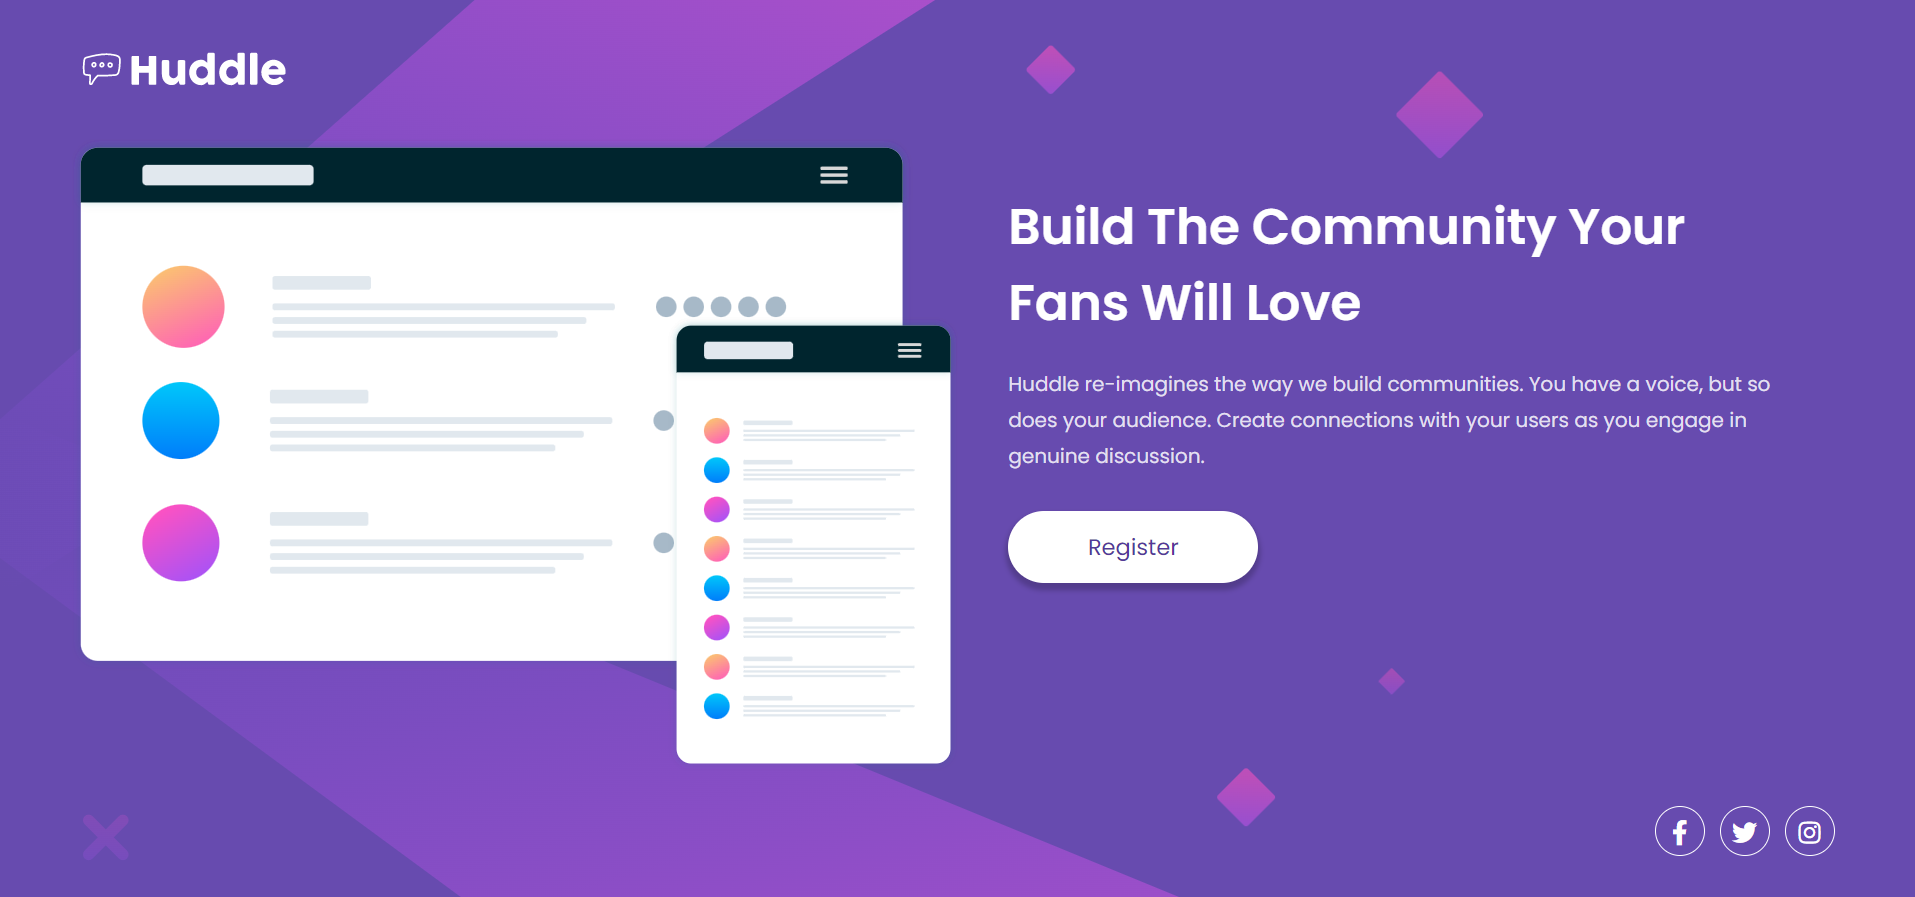 Huddle
Build The Community Your
Fans Will Love
Huddle re-imagines the way we build communities. You have a voice, but so
does your audience. Create connections with your users as you engage in
genuine discussion.
Register